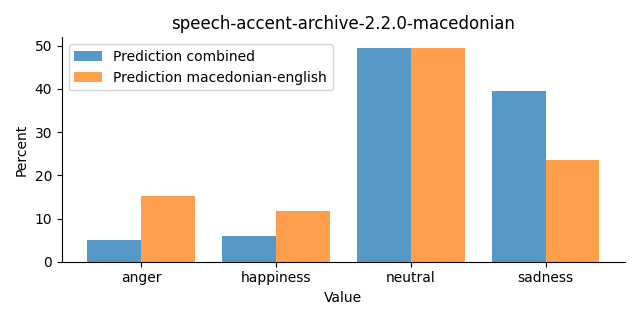 speech-accent-archive-2.2.0-macedonian
Prediction combined
Prediction macedonian-english
Percent
50
40
30
20
10
0
anger happiness neutral sadness
Value